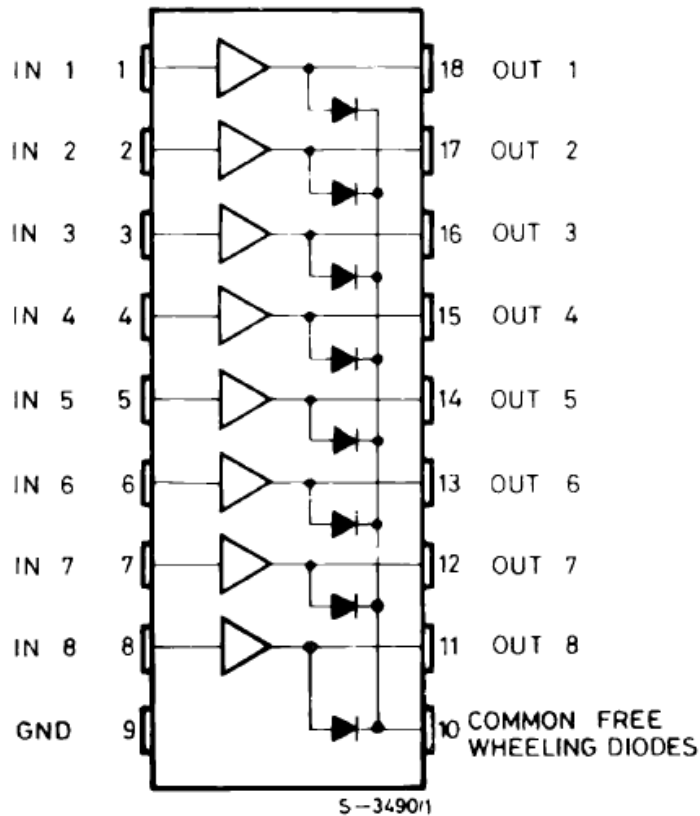 IN 1 1 18 OUT 1
IN 2 2 17 OUT 2
IN 3 3 16 OUT 3
IN 4 4 15 OUT 4
IN 5 5 14 OUT 5
IN 6 6 13 OUT 6
IN 7 7 12 OUT 7
IN 8 8 11 OUT 8
GND 9 10 COMMON FREE
WHEELING DIODES
S-3490/1